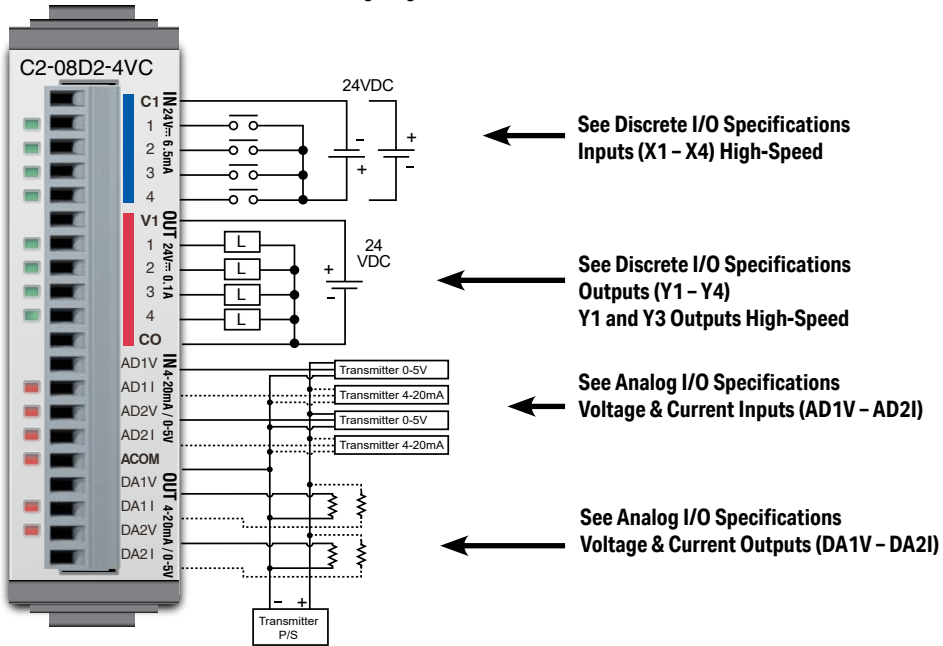 C2-08D2-4VC
C1
1
2
3
4
IN
24V⎓ 6.5mA
V1
1
2
3
4
CO
OUT
24V⎓ 0.1A
AD1V
AD1 I
AD2V
AD2 I
ACOM
IN
4-20mA / 0-5V
DA1V
DA1 I
DA2V
DA2 I
OUT
4-20mA / 0-5V
24VDC
-
+
+
-
L
L
L
L
24
VDC
+
-
Transmitter 0-5V
Transmitter 4-20mA
Transmitter 0-5V
Transmitter 4-20mA
- +
Transmitter
P/S
See Discrete I/O Specifications
Inputs (X1 – X4) High-Speed
See Discrete I/O Specifications
Outputs (Y1 – Y4)
Y1 and Y3 Outputs High-Speed
See Analog I/O Specifications
Voltage & Current Inputs (AD1V – AD2I)
See Analog I/O Specifications
Voltage & Current Outputs (DA1V – DA2I)